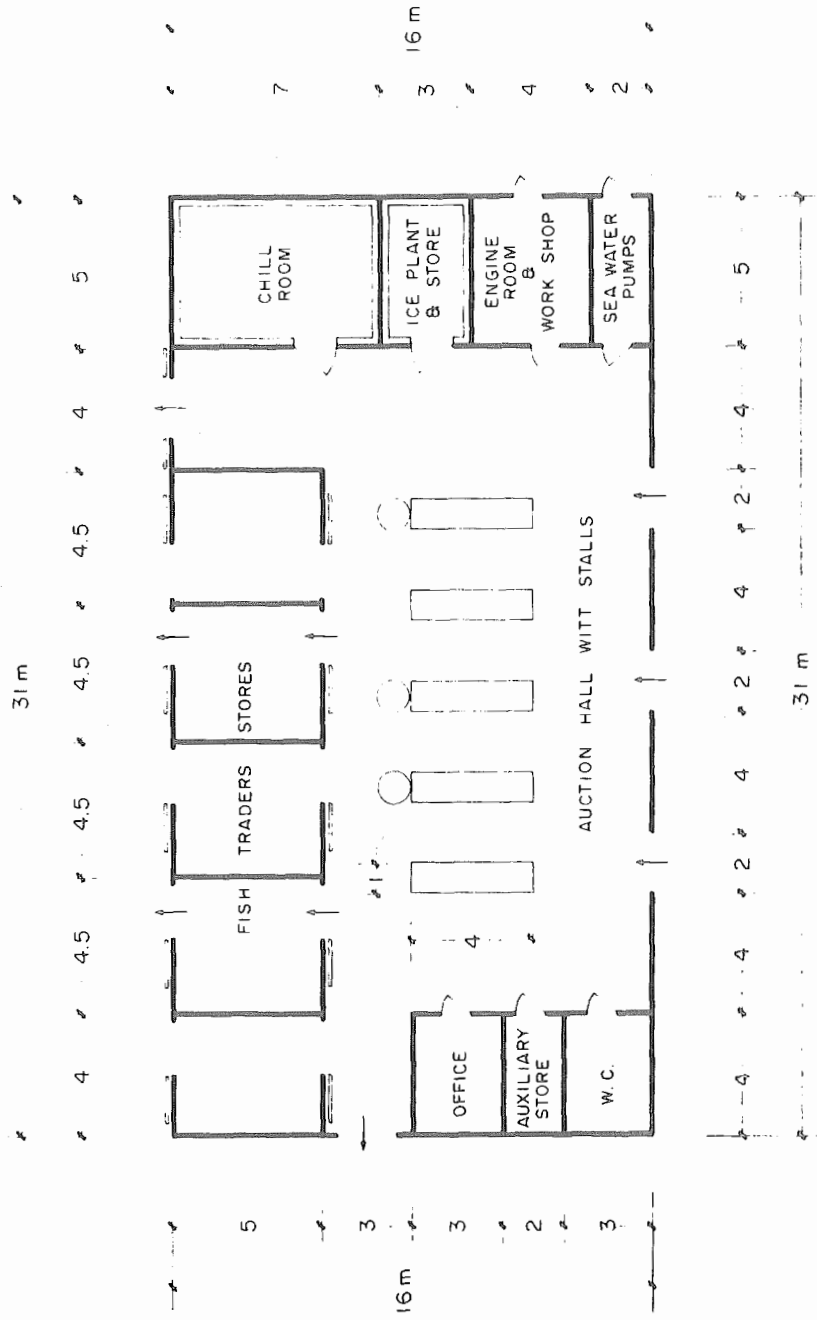 31 m
4
4.5
4.5
4.5
4.5
4
5
16 m
5
3
3
2
3
16 m
7
3
4
2
FISH TRADERS STORES
CHILL
ROOM
ICE PLANT
& STORE
ENGINE
ROOM
&
WORK SHOP
SEA WATER
PUMPS
1
4
OFFICE
AUXILIARY
STORE
W. C.
AUCTION HALL WITT STALLS
4
4
2
4
2
4
2
4
5
31 m